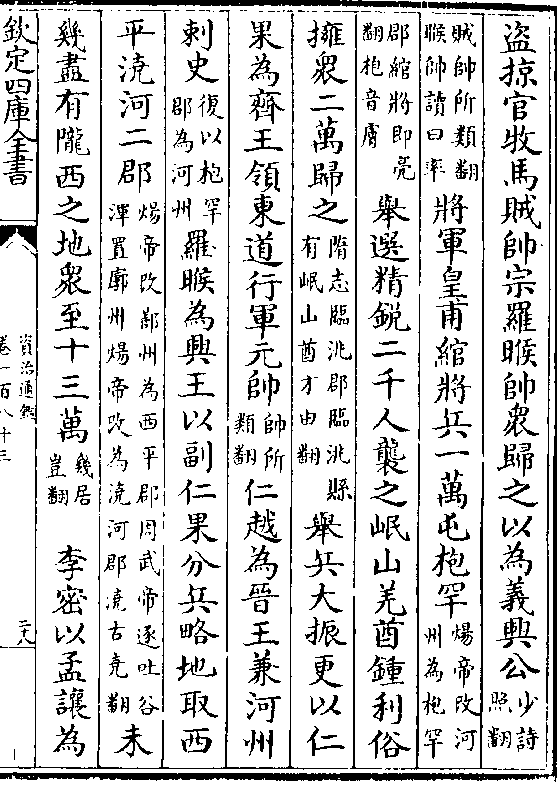 盜掠官牧馬賊帥宗羅睺帥衆歸之以為義興公少詩照翻
賊帥所類翻睺帥讀曰率將軍皇甫綰將兵一萬屯枹罕煬帝改河州為枹罕
郡綰將即亮翻枹音膚舉選精銳二千人襲之岷山羌酋鍾利俗
擁衆二萬歸之隋志臨洮郡臨洮縣有岷山酋才由翻舉兵大振更以仁
果為齊王領東道行軍元帥帥所類翻仁越為晉王兼河州
刺史復以枹罕郡為河州羅睺為興王以副仁果分兵略地取西
平澆河二郡煬帝改鄯州為西平郡周武帝逐吐谷渾置廓州煬帝改為澆河郡澆古堯翻未
幾盡有隴西之地衆至十三萬幾居豈翻李密以孟讓為
欽定四庫全書
資治通鑑
卷一百八十三
二十八